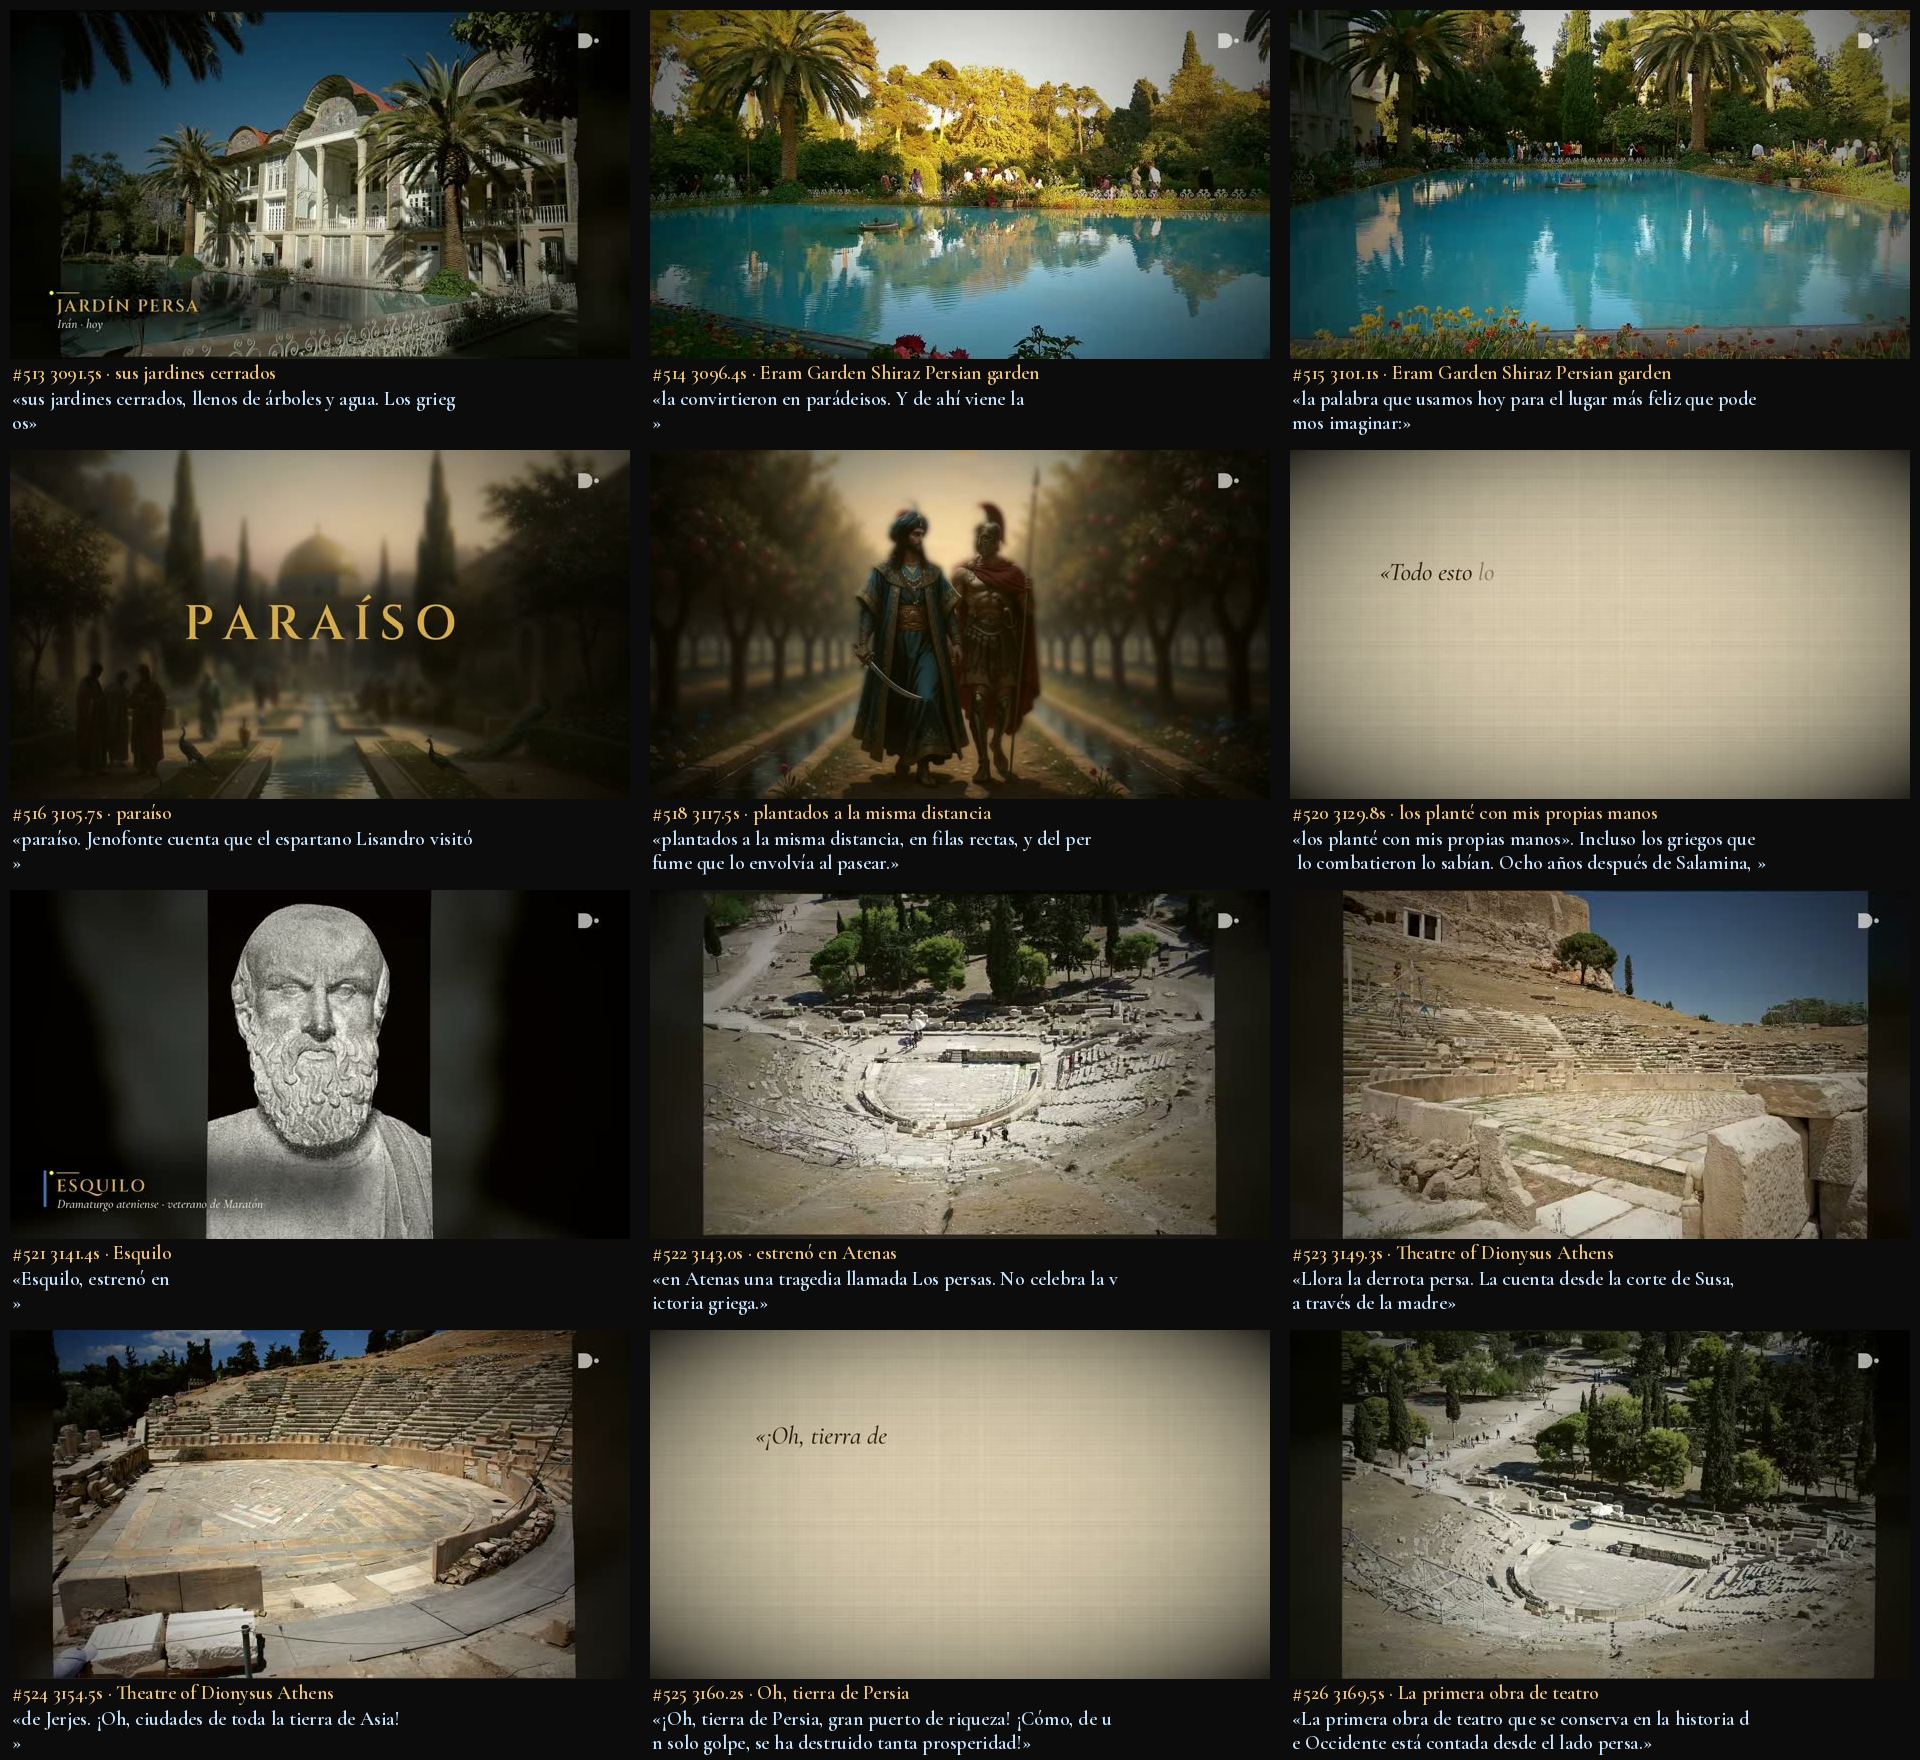 JARDÍN PERSA
Irán · hoy
#513 3091.5s · sus jardines cerrados
«sus jardines cerrados, llenos de árboles y agua. Los grieg
os»
#514 3096.4s · Eram Garden Shiraz Persian garden
«la convirtieron en parádeisos. Y de ahí viene la
»
#515 3101.1s · Eram Garden Shiraz Persian garden
«la palabra que usamos hoy para el lugar más feliz que pode
mos imaginar:»
PARAÍSO
#516 3105.7s · paraíso
«paraíso. Jenofonte cuenta que el espartano Lisandro visitó
»
#518 3117.5s · plantados a la misma distancia
«plantados a la misma distancia, en filas rectas, y del per
fume que lo envolvía al pasear.»
«Todo esto lo
#520 3129.8s · los planté con mis propias manos
«los planté con mis propias manos». Incluso los griegos que
lo combatieron lo sabían. Ocho años después de Salamina, »
ESQUILO
Dramaturgo ateniense · veterano de Maratón
#521 3141.4s · Esquilo
«Esquilo, estrenó en
»
#522 3143.0s · estrenó en Atenas
«en Atenas una tragedia llamada Los persas. No celebra la v
ictoria griega.»
#523 3149.3s · Theatre of Dionysus Athens
«Llora la derrota persa. La cuenta desde la corte de Susa,
a través de la madre»
#524 3154.5s · Theatre of Dionysus Athens
«de Jerjes. ¡Oh, ciudades de toda la tierra de Asia!
»
«¡Oh, tierra de
#525 3160.2s · Oh, tierra de Persia
«¡Oh, tierra de Persia, gran puerto de riqueza! ¡Cómo, de u
n solo golpe, se ha destruido tanta prosperidad!»
#526 3169.5s · La primera obra de teatro
«La primera obra de teatro que se conserva en la historia d
e Occidente está contada desde el lado persa.»